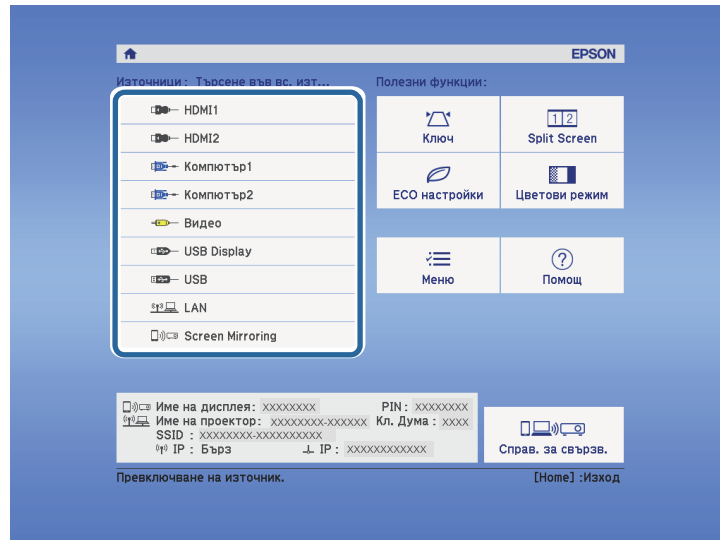 EPSON
Източници : Търсене във вс. изт...
HDMI1
HDMI2
Компютър1
Компютър2
Видео
USB Display
USB
LAN
Screen Mirroring
Полезни функции:
Ключ
1 2
Split Screen
ECO настройки
Цветови режим
Меню
?
Помощ
Име на дисплея: XXXXXXXX PIN : XXXXXXXX
Име на проектор: XXXXXXXX-XXXXXX Кл. Дума : XXXX
SSID : XXXXXXXX-XXXXXXXXXX
IP : Бърз IP : XXXXXXXXXXXX
Справ. за свързв.
Превключване на източник. [Home] :Изход